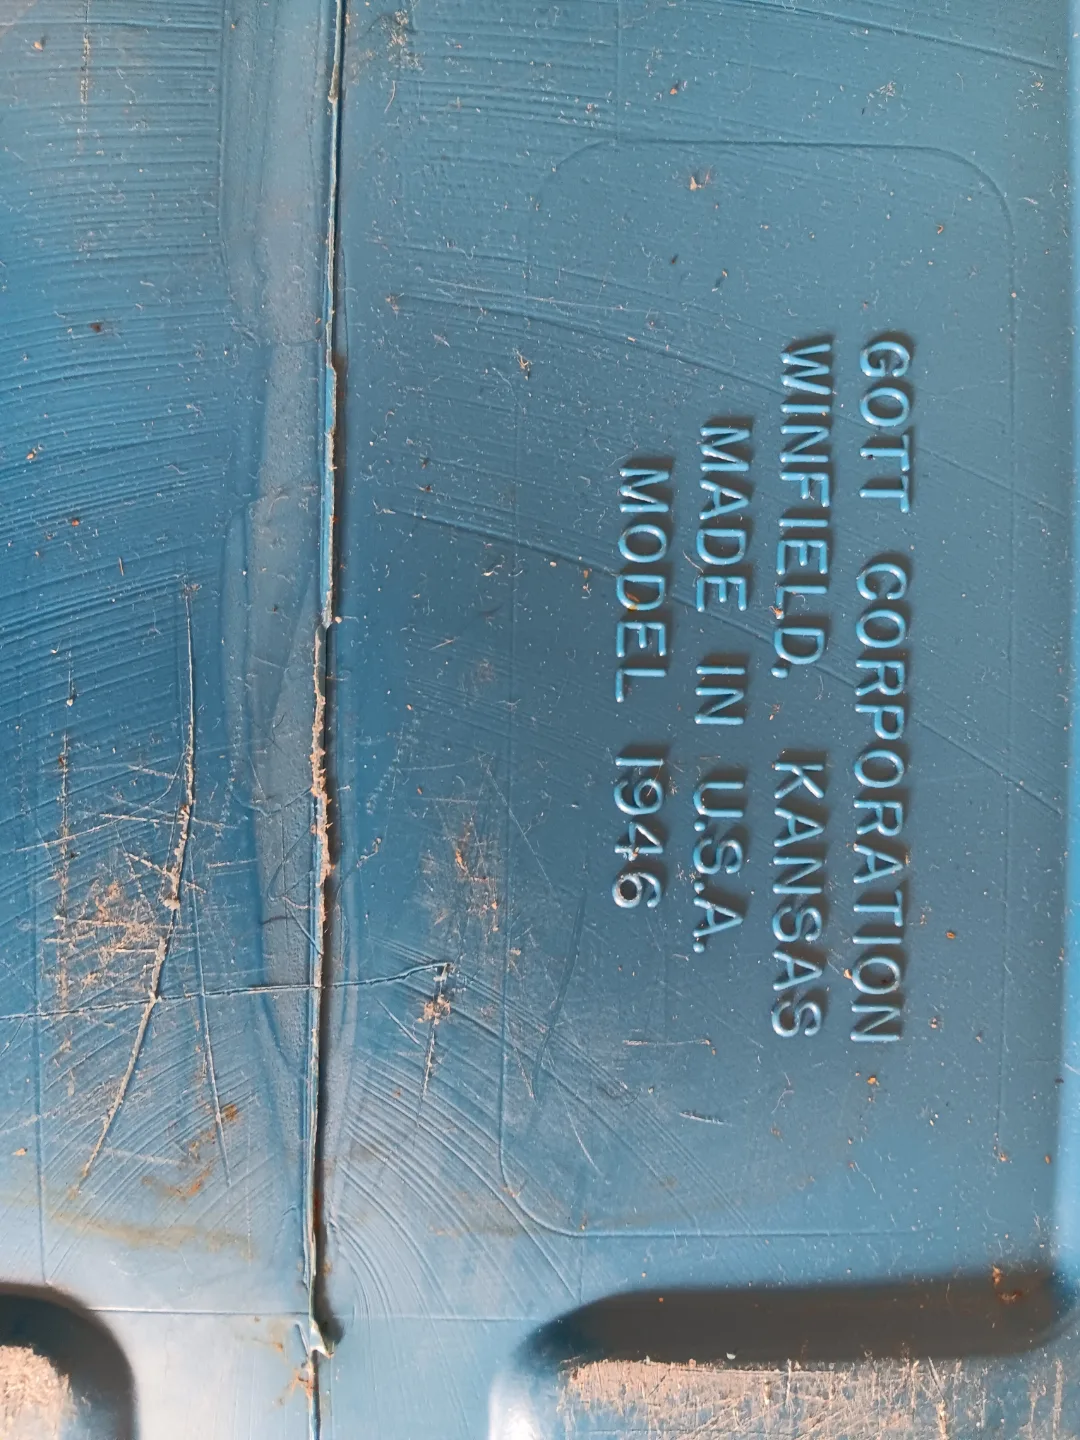 GOTT CORPORATION
WINFIELD, KANSAS
MADE IN U.S.A.
MODEL 1946